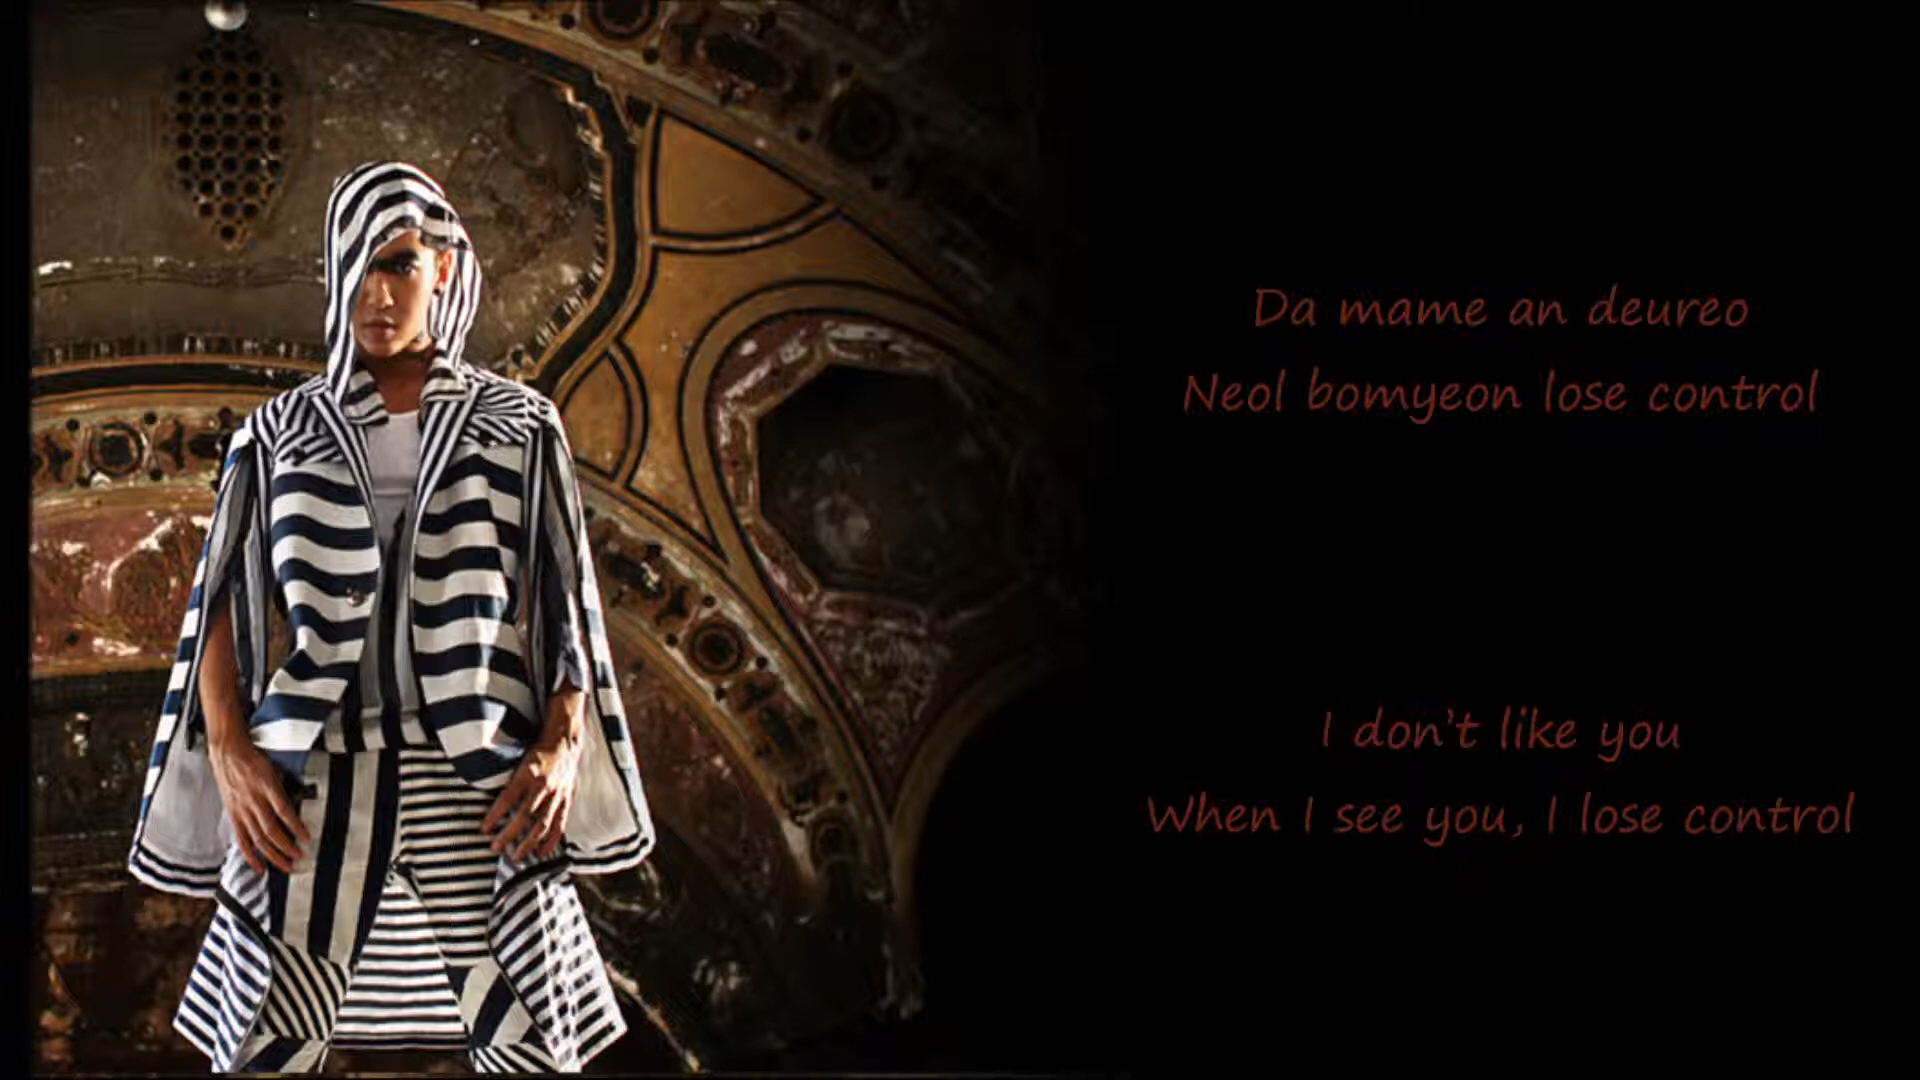 Da mame an deureo
Neol bomyeon lose control
I don't like you
When I see you, I lose control